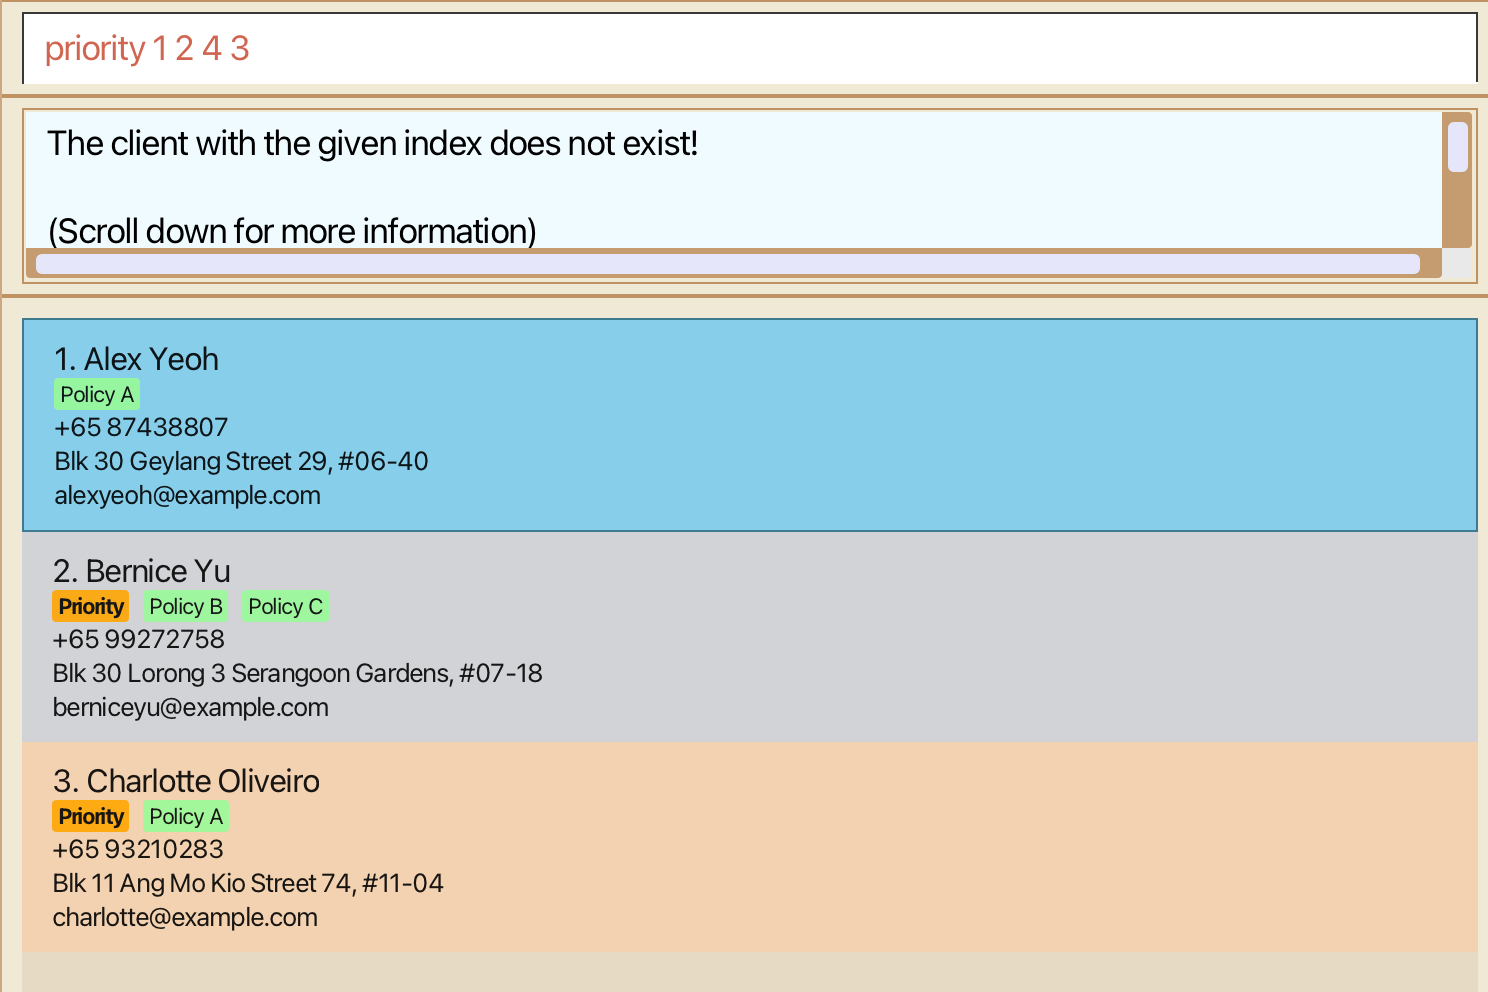 priority 1 2 4 3
The client with the given index does not exist!
(Scroll down for more information)
1. Alex Yeoh
Policy A
+65 87438807
Blk 30 Geylang Street 29, #06-40
alexyeoh@example.com
2. Bernice Yu
Priority Policy B Policy C
+65 99272758
Blk 30 Lorong 3 Serangoon Gardens, #07-18
berniceyu@example.com
3. Charlotte Oliveiro
Priority Policy A
+65 93210283
Blk 11 Ang Mo Kio Street 74, #11-04
charlotte@example.com